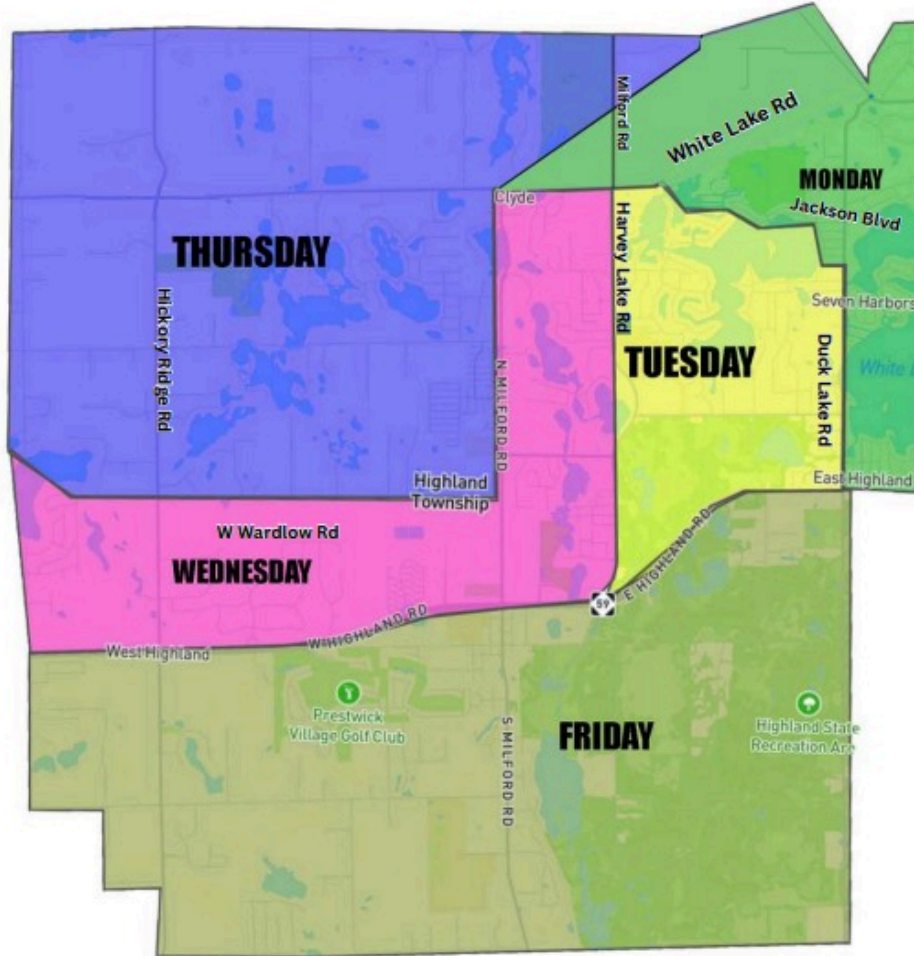 Milford Rd
White Lake Rd
MONDAY
Jackson Blvd
Clyde
THURSDAY
Harvey Lake Rd
Hickory Ridge Rd
Seven Harbors
TUESDAY
Duck Lake Rd
White
N MILFORD RD
Highland
Township
East Highland
W Wardlow Rd
WEDNESDAY
E HIGHLAND RD
59
W HIGHLAND RD
West Highland
Prestwick
Village Golf Club
S MILFORD RD
FRIDAY
Highland State
Recreation Are